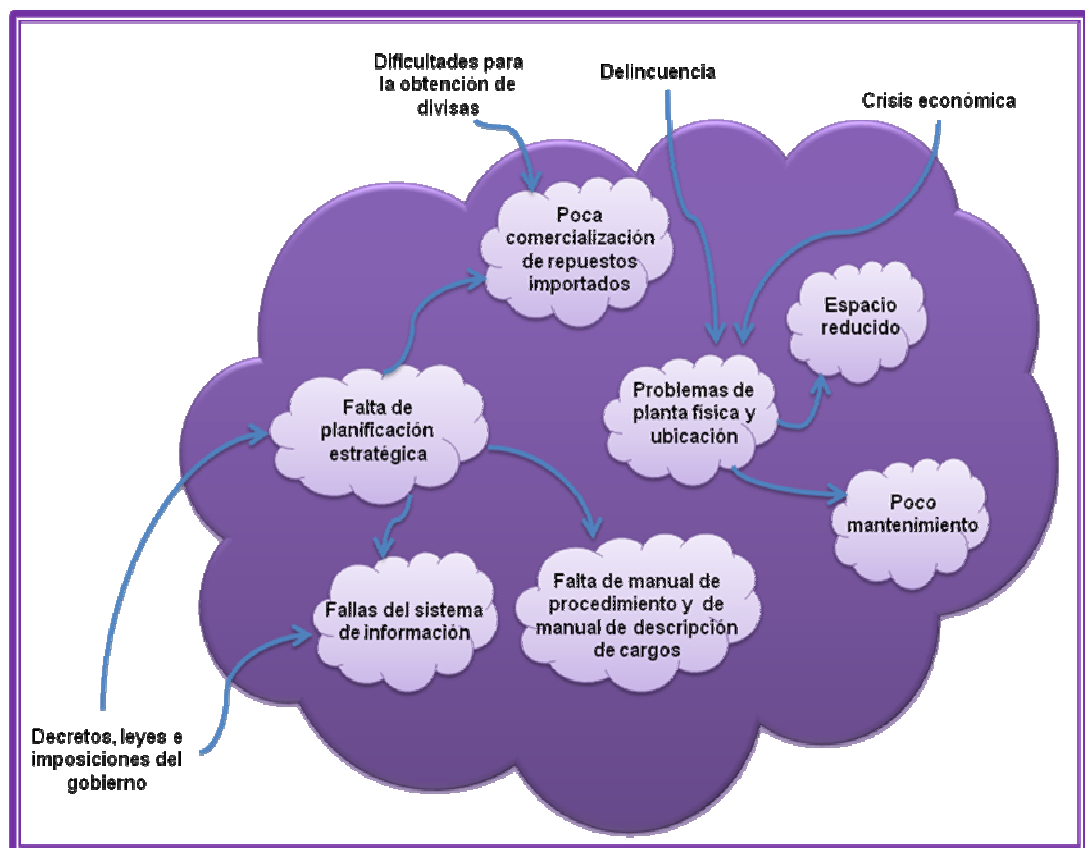 Dificultades para
la obtención de
divisas
Delincuencia
Crisis económica
Poca
comercialización
de repuestos
importados
Espacio
reducido
Falta de
planificación
estratégica
Problemas de
planta física y
ubicación
Poco
mantenimiento
Fallas del sistema
de información
Falta de manual de
procedimiento y de
manual de descripción
de cargos
Decretos, leyes e
imposiciones del
gobierno